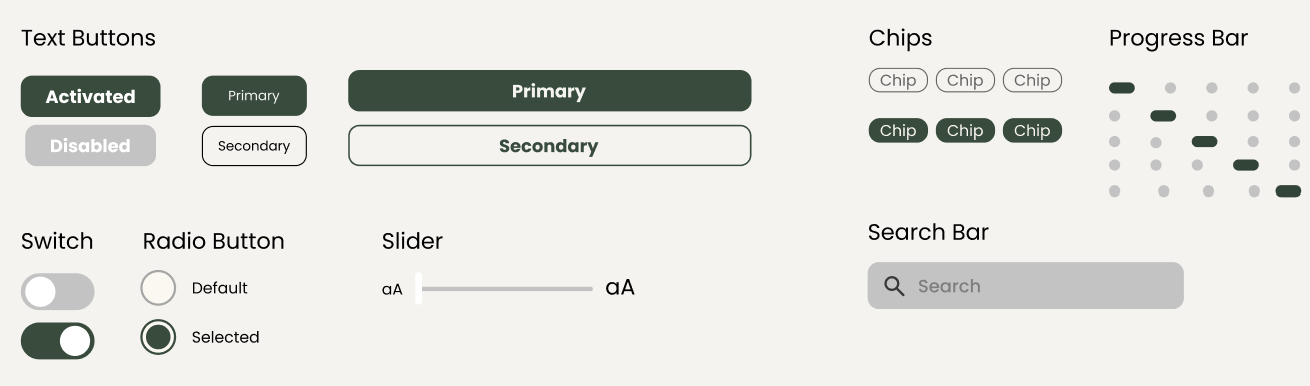 Text Buttons
Activated
Disabled
Primary
Secondary
Primary
Secondary
Chips
Chip Chip Chip
Chip Chip Chip
Progress Bar
Switch
Radio Button
Default
Selected
Slider
aA aA
Search Bar
Search